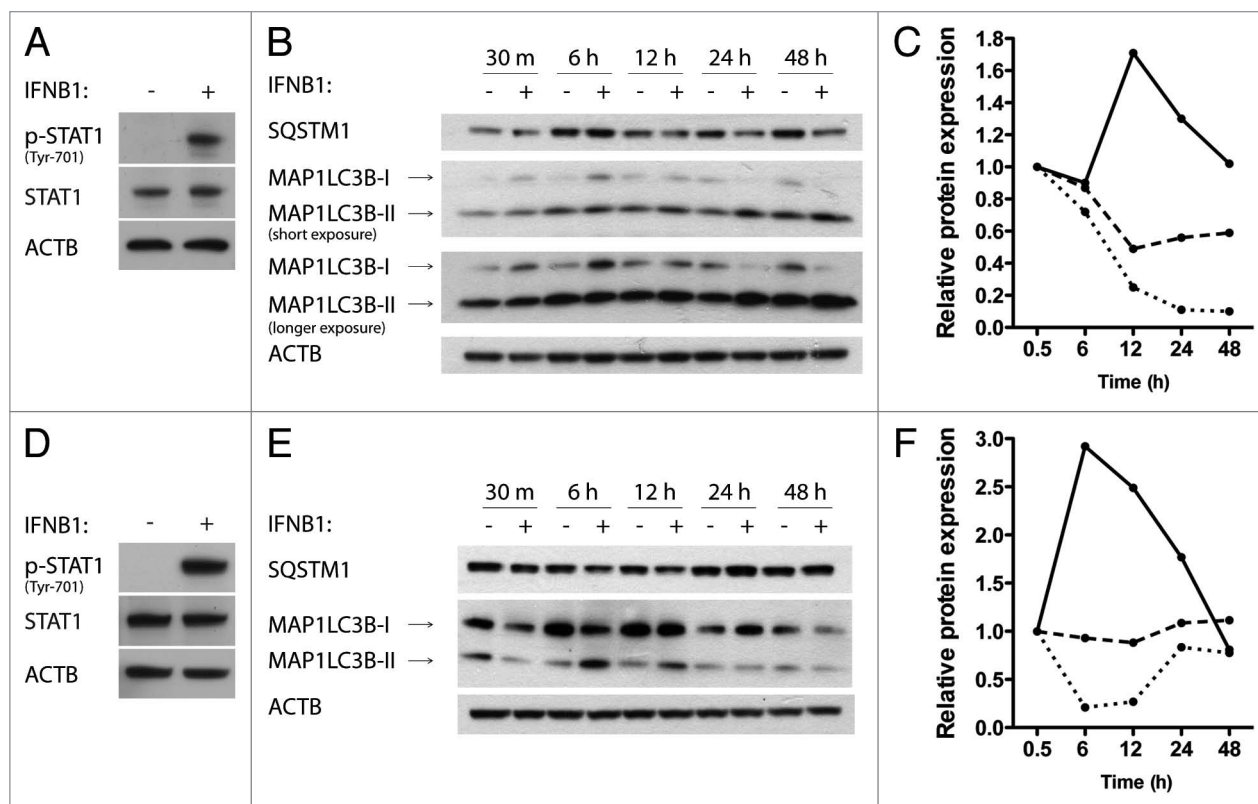 A
IFNB1: - +
p-STAT1
(Tyr-701)
STAT1
ACTB
B
30 m 6 h 12 h 24 h 48 h
IFNB1: - + - + - + - + - +
SQSTM1
MAP1LC3B-I →
MAP1LC3B-II →
(short exposure)
MAP1LC3B-I →
MAP1LC3B-II →
(longer exposure)
ACTB
C
Relative protein expression
1.8
1.6
1.4
1.2
1.0
0.8
0.6
0.4
0.2
0.0
0.5 6 12 24 48
Time (h)
D
IFNB1: - +
p-STAT1
(Tyr-701)
STAT1
ACTB
E
30 m 6 h 12 h 24 h 48 h
IFNB1: - + - + - + - + - +
SQSTM1
MAP1LC3B-I →
MAP1LC3B-II →
ACTB
F
Relative protein expression
3.0
2.5
2.0
1.5
1.0
0.5
0.0
0.5 6 12 24 48
Time (h)